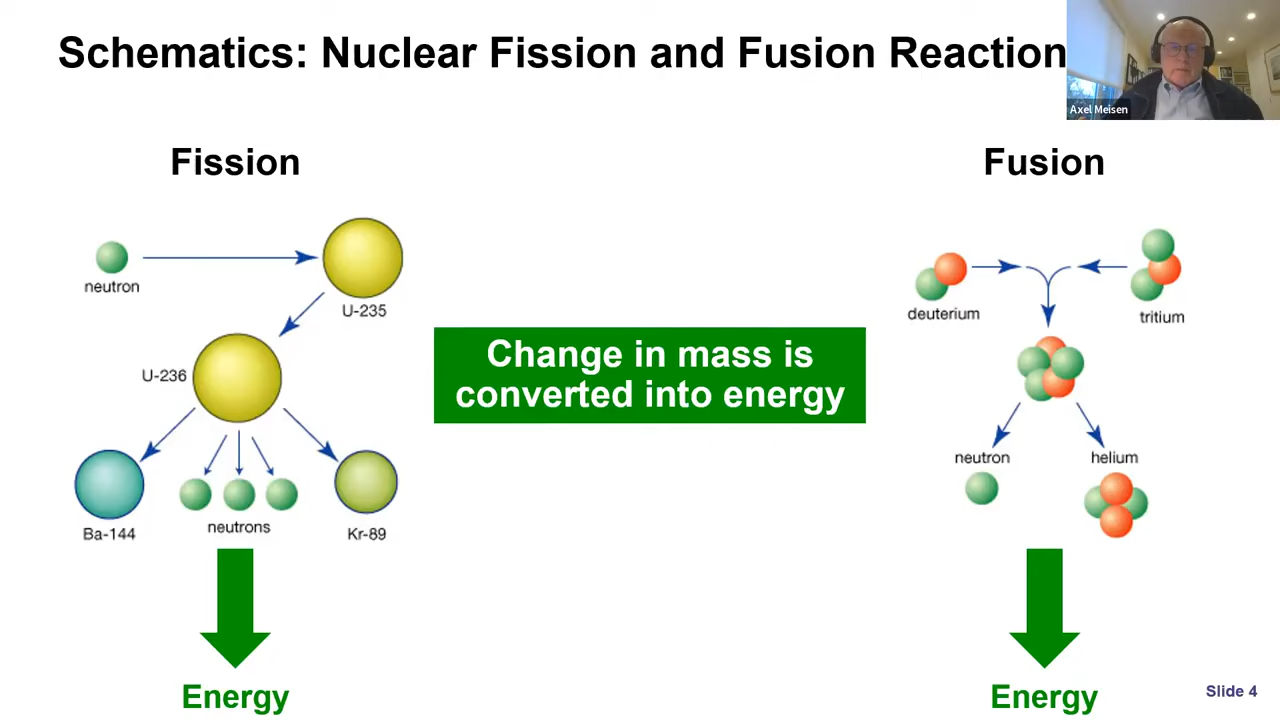 Schematics: Nuclear Fission and Fusion Reaction
Axel Meisen
Fission
neutron
U-235
U-236
Ba-144
neutrons
Kr-89
Energy
Change in mass is
converted into energy
Fusion
deuterium
tritium
neutron
helium
Energy
Slide 4